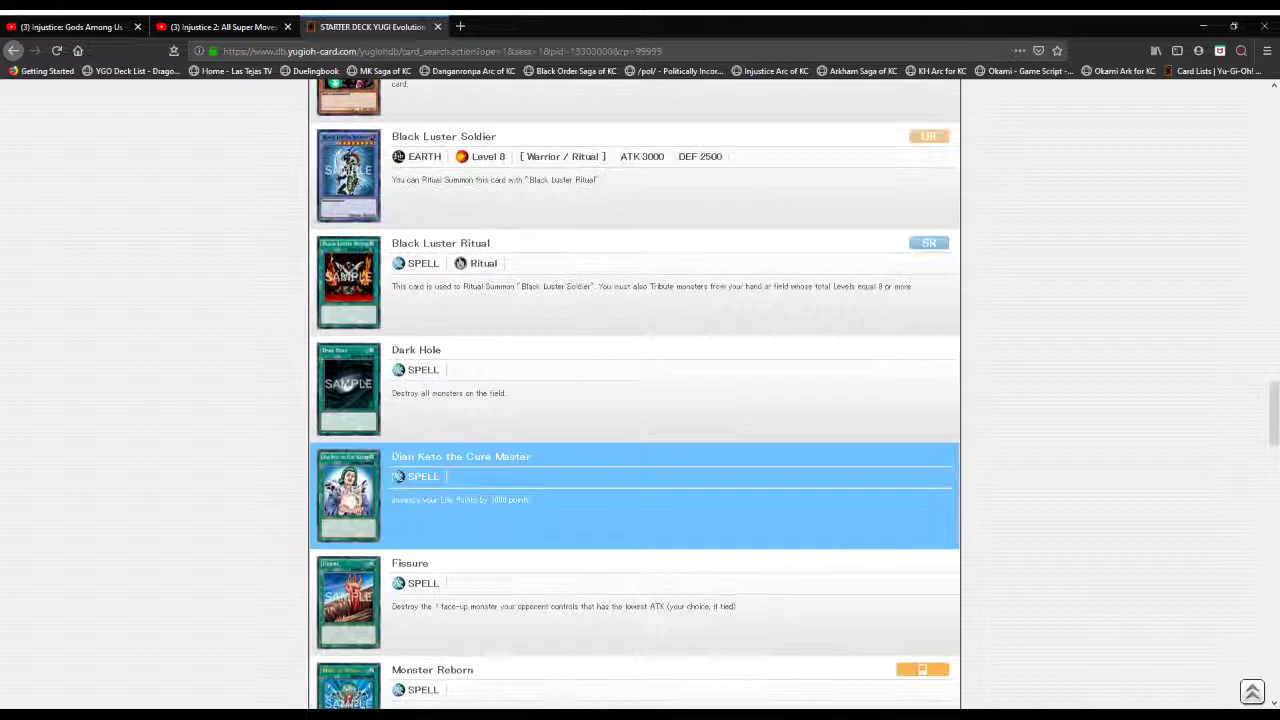 (3) Injustice: Gods Among Us
(3) Injustice 2: All Super Moves
STARTER DECK YUGI Evolution
https://www.db.yugioh-card.com/yugiohdb/card_search.action?ope=1&sess=1&pid=13303000&rp=99999
Getting Started
YGO Deck List - Drago...
Home - Las Tejas TV
Duelingbook
MK Saga of KC
Danganronpa Arc of KC
Black Order Saga of KC
/pol/ - Politically Incor...
Injustice Arc of KC
Arkham Saga of KC
KH Arc for KC
Okami - Game Script -...
Okami Ark for KC
Card Lists | Yu-Gi-Oh! ...
card.
Black Luster Soldier
UR
EARTH
Level 8
[ Warrior / Ritual ]
ATK 3000
DEF 2500
You can Ritual Summon this card with "Black Luster Ritual"
SAMPLE
Black Luster Ritual
SR
SPELL
Ritual
This card is used to Ritual Summon "Black Luster Soldier". You must also Tribute monsters from your hand or field whose total Levels equal 8 or more
SAMPLE
Dark Hole
SPELL
Destroy all monsters on the field.
SAMPLE
Dian Keto the Cure Master
SPELL
Increase your Life Points by 1000 points.
SAMPLE
Fissure
SPELL
Destroy the 1 face-up monster your opponent controls that has the lowest ATK (your choice, if tied)
SAMPLE
Monster Reborn
SPELL
SAMPLE